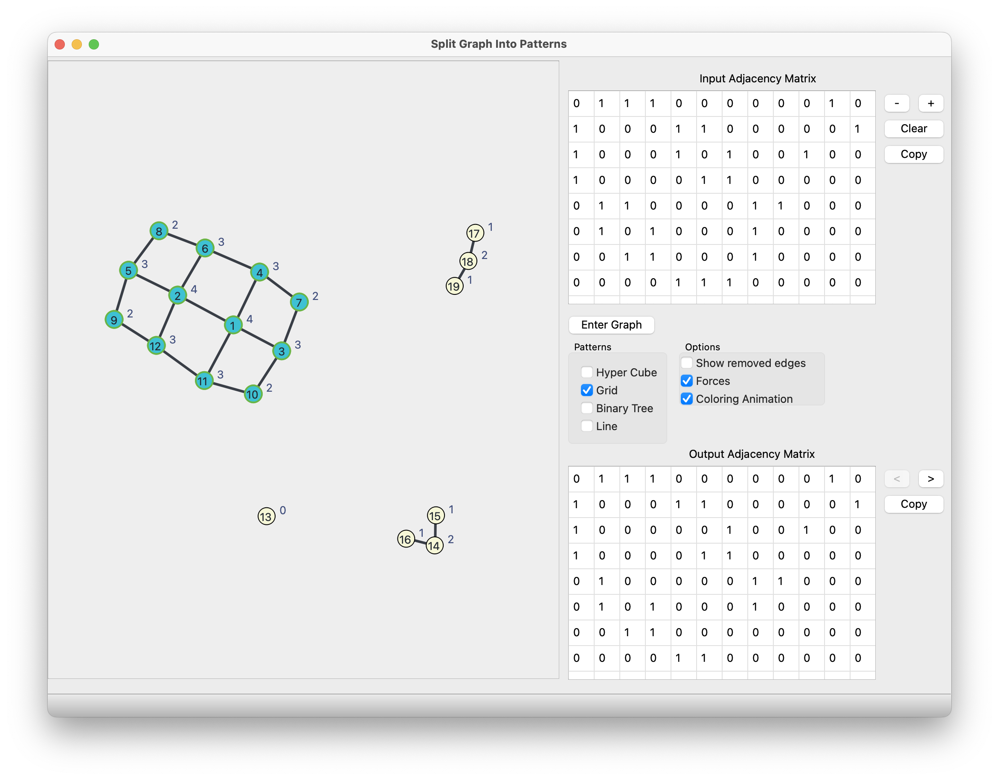 Split Graph Into Patterns
Input Adjacency Matrix
0 1 1 1 0 0 0 0 0 0 1 0
1 0 0 0 1 1 0 0 0 0 0 1
1 0 0 0 1 0 1 0 0 1 0 0
1 0 0 0 0 1 1 0 0 0 0 0
0 1 1 0 0 0 0 1 1 0 0 0
0 1 0 1 0 0 0 1 0 0 0 0
0 0 1 1 0 0 0 1 0 0 0 0
0 0 0 0 1 1 1 0 0 0 0 0
- +
Clear
Copy
8 2
6 3
5 3
4 3
2 4
7 2
9 2
1 4
12 3
3 3
11 3
10 2
17 1
18 2
19 1
13 0
15 1
16 1
14 2
Enter Graph
Patterns
Hyper Cube
Grid
Binary Tree
Line
Options
Show removed edges
Forces
Coloring Animation
Output Adjacency Matrix
0 1 1 1 0 0 0 0 0 0 1 0
1 0 0 0 1 1 0 0 0 0 0 1
1 0 0 0 0 0 1 0 0 1 0 0
1 0 0 0 0 1 1 0 0 0 0 0
0 1 0 0 0 0 0 1 1 0 0 0
0 1 0 1 0 0 0 1 0 0 0 0
0 0 1 1 0 0 0 0 0 0 0 0
0 0 0 0 1 1 0 0 0 0 0 0
< >
Copy